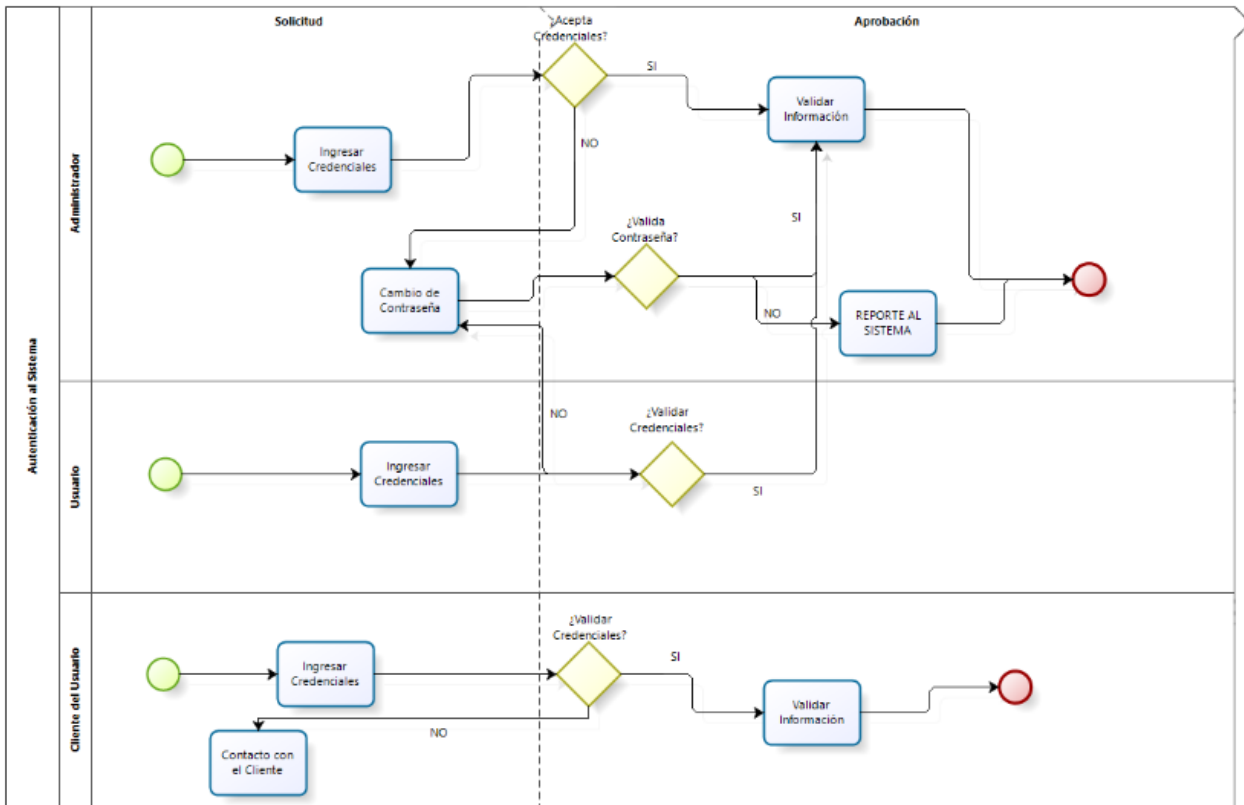 Solicitud
Aprobación
Autenticación al Sistema
Administrador
¿Acepta
Credenciales?
SI
NO
Ingresar
Credenciales
Validar
Información
Cambio de
Contraseña
¿Valida
Contraseña?
SI
NO
REPORTE AL
SISTEMA
Usuario
Ingresar
Credenciales
NO
¿Validar
Credenciales?
SI
Cliente del Usuario
Ingresar
Credenciales
¿Validar
Credenciales?
SI
NO
Contacto con
el Cliente
Validar
Información